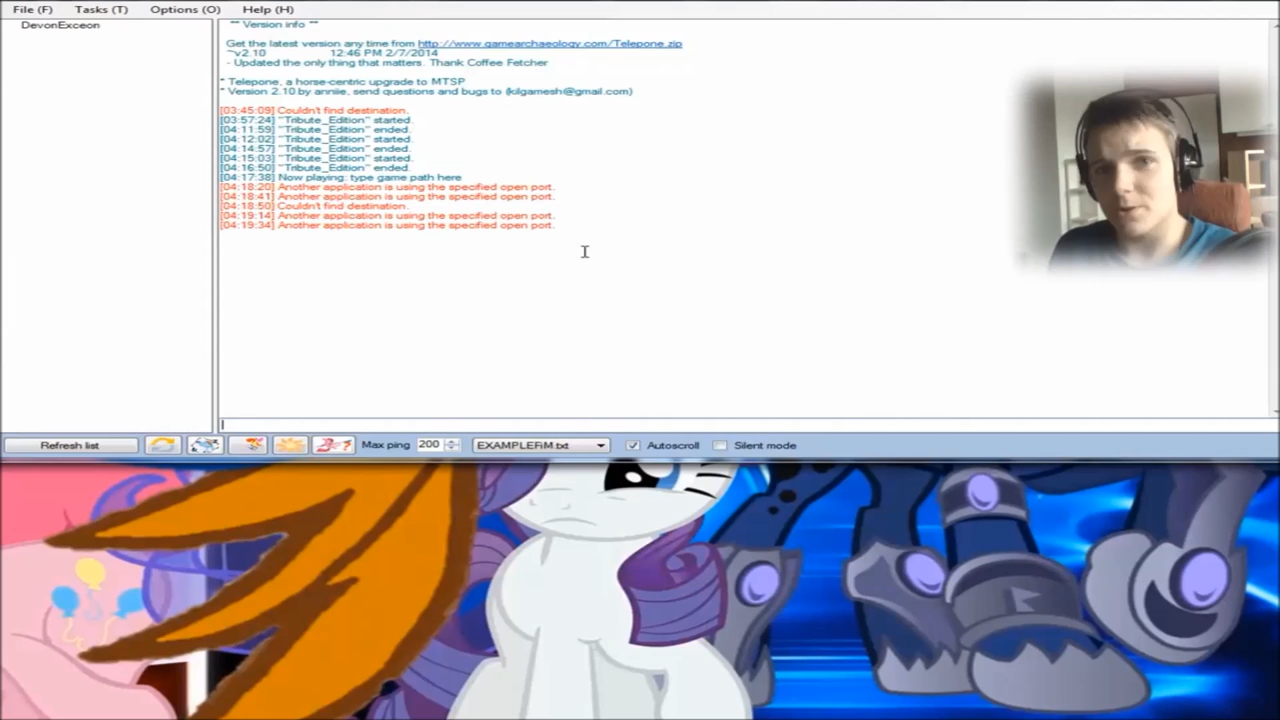 File (F) Tasks (T) Options (O) Help (H)
DevonExceon
** Version info **
Get the latest version any time from http://www.gamearchaeology.com/Telepone.zip
~v2.10 12:46 PM 2/7/2014
- Updated the only thing that matters. Thank Coffee Fetcher
* Telepone, a horse-centric upgrade to MTSP
* Version 2.10 by anniie, send questions and bugs to (kilgamesh@gmail.com)
[03:45:09] Couldn't find destination.
[03:57:24] "Tribute_Edition" started.
[04:11:59] "Tribute_Edition" ended.
[04:12:02] "Tribute_Edition" started.
[04:14:57] "Tribute_Edition" ended.
[04:15:03] "Tribute_Edition" started.
[04:16:50] "Tribute_Edition" ended.
[04:17:38] Now playing: type game path here
[04:18:20] Another application is using the specified open port.
[04:18:41] Another application is using the specified open port.
[04:18:50] Couldn't find destination.
[04:19:14] Another application is using the specified open port.
[04:19:34] Another application is using the specified open port.
Refresh list Max ping 200 EXAMPLEFiM.txt Autoscroll Silent mode